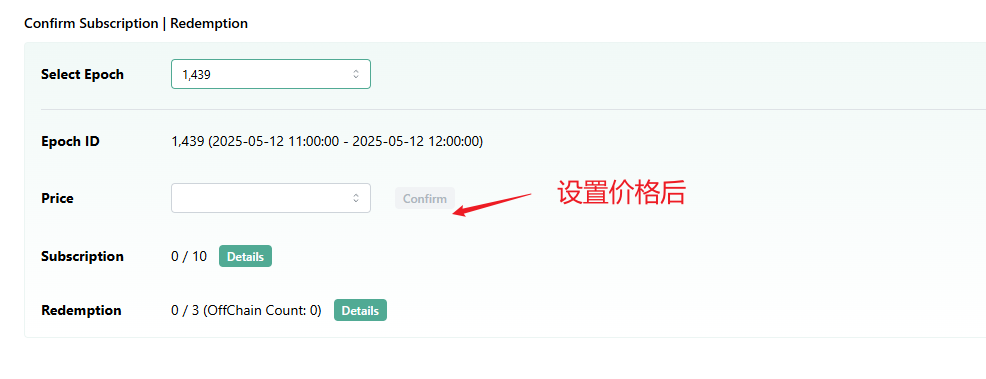 Confirm Subscription | Redemption
Select Epoch 1,439
Epoch ID 1,439 (2025-05-12 11:00:00 - 2025-05-12 12:00:00)
Price Confirm 设置价格后
Subscription 0 / 10 Details
Redemption 0 / 3 (OffChain Count: 0) Details